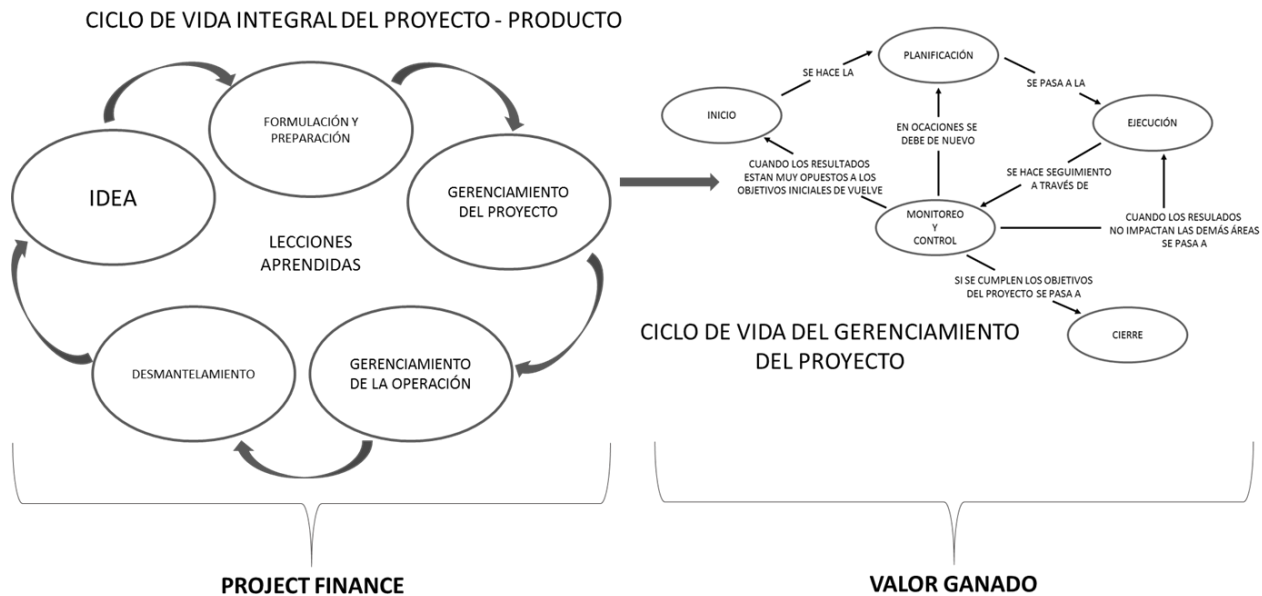 CICLO DE VIDA INTEGRAL DEL PROYECTO - PRODUCTO
FORMULACIÓN Y
PREPARACIÓN
IDEA
GERENCIAMIENTO
DEL PROYECTO
LECCIONES
APRENDIDAS
DESMANTELAMIENTO
GERENCIAMIENTO
DE LA OPERACIÓN
PROJECT FINANCE
PLANIFICACIÓN
SE HACE LA
SE PASA A LA
INICIO
EJECUCIÓN
EN OCACIONES SE
DEBE DE NUEVO
CUANDO LOS RESULTADOS
ESTAN MUY OPUESTOS A LOS
OBJETIVOS INICIALES DE VUELVE
SE HACE SEGUIMIENTO
A TRAVÉS DE
MONITOREO
Y
CONTROL
CUANDO LOS RESULADOS
NO IMPACTAN LAS DEMÁS ÁREAS
SE PASA A
SI SE CUMPLEN LOS OBJETIVOS
DEL PROYECTO SE PASA A
CIERRE
CICLO DE VIDA DEL GERENCIAMIENTO
DEL PROYECTO
VALOR GANADO